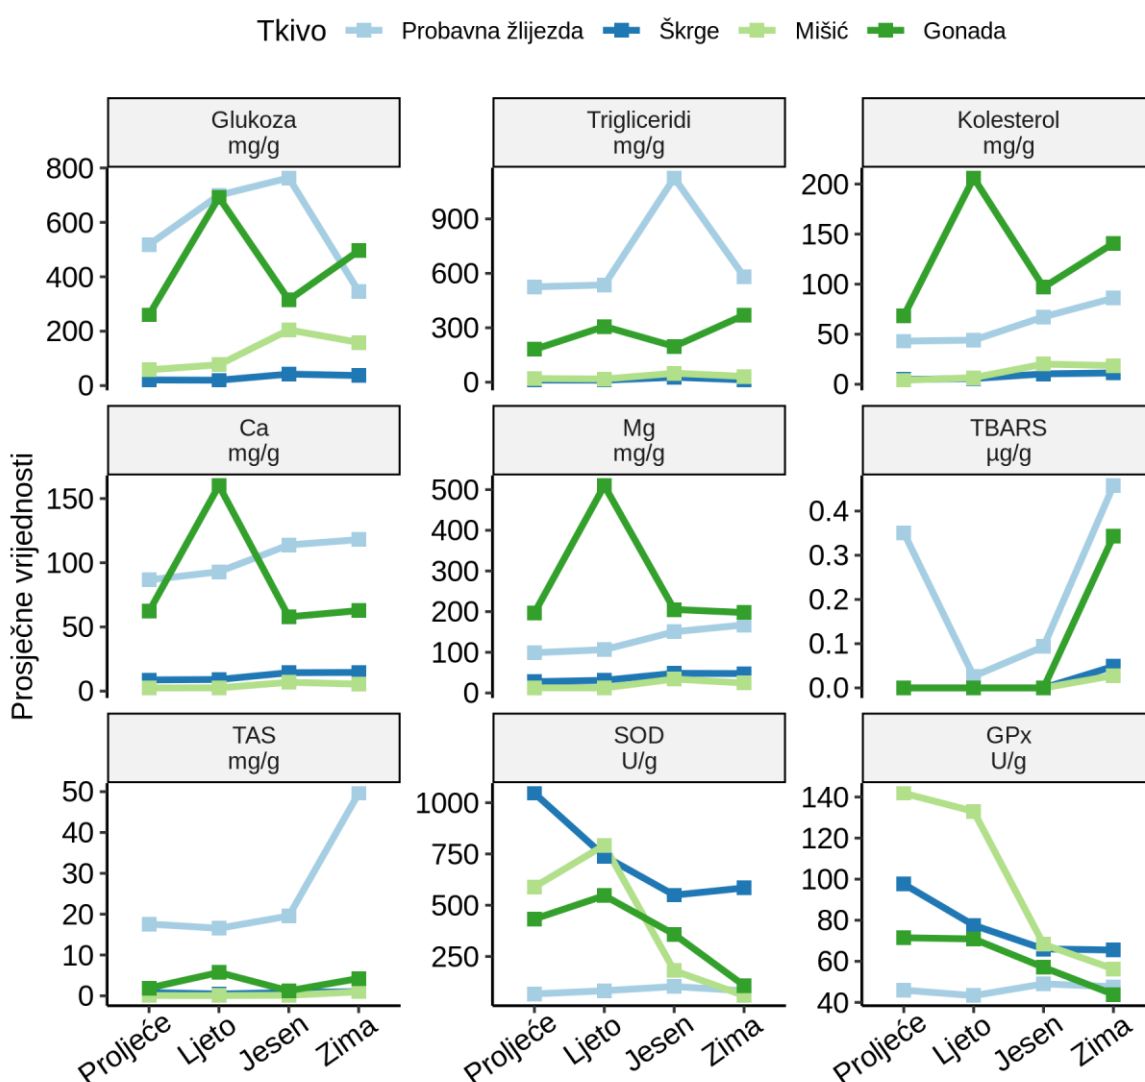 Tkivo Probavna žlijezda Škrge Mišić Gonada
Glukoza
mg/g
Trigliceridi
mg/g
Kolesterol
mg/g
800
600
400
200
0
900
600
300
0
200
150
100
50
0
Prosječne vrijednosti
Ca
mg/g
Mg
mg/g
TBARS
µg/g
150
100
50
0
500
400
300
200
100
0
0.4
0.3
0.2
0.1
0.0
TAS
mg/g
SOD
U/g
GPx
U/g
50
40
30
20
10
0
1000
750
500
250
140
120
100
80
60
40
Proljeće Ljeto Jesen Zima
Proljeće Ljeto Jesen Zima
Proljeće Ljeto Jesen Zima